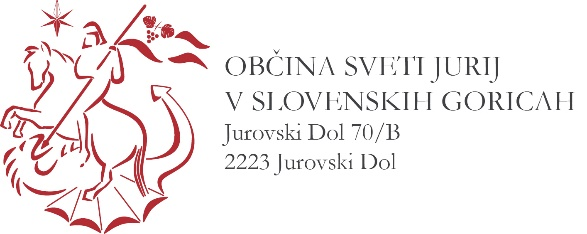 OBČINA SVETI JURIJ
V SLOVENSKIH GORICAH
Jurovski Dol 70/B
2223 Jurovski Dol